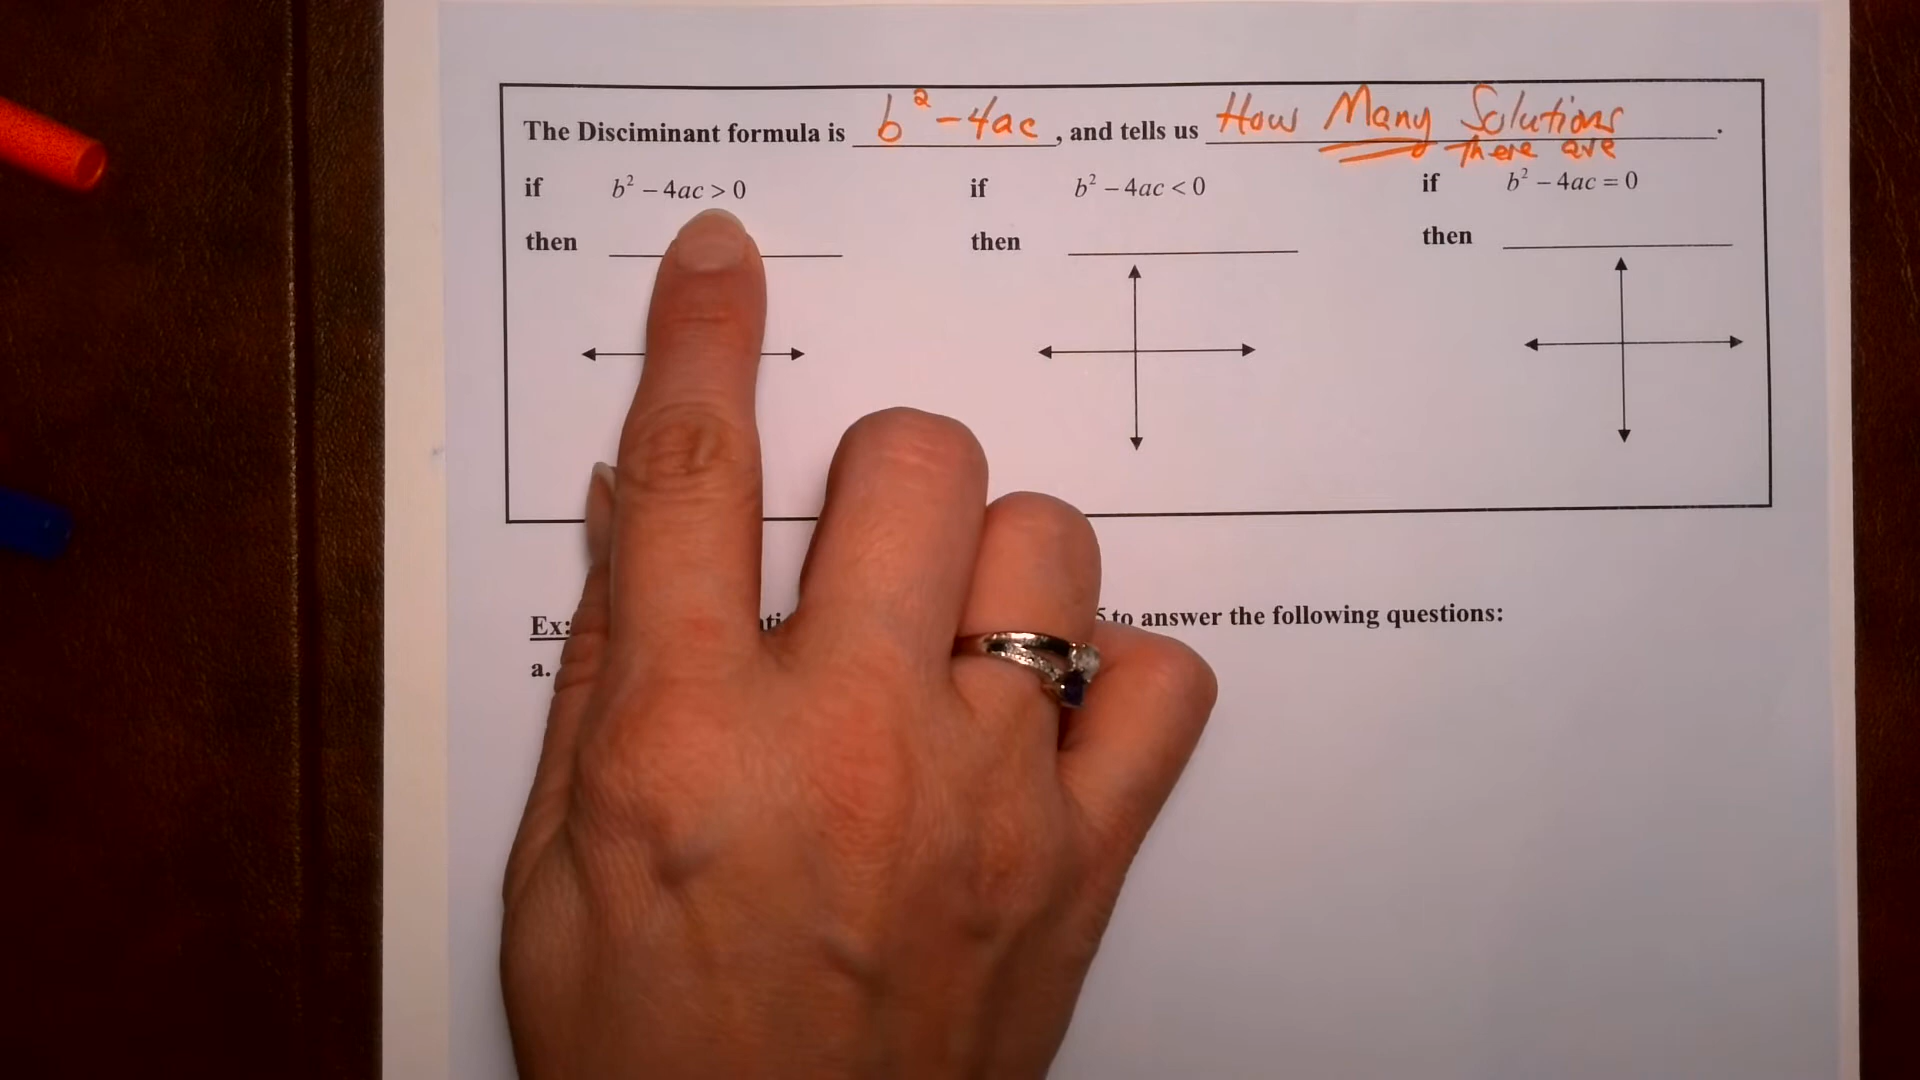 The Disciminant formula is b² - 4ac, and tells us How Many Solutions There are.
if b² – 4ac > 0 if b² – 4ac < 0 if b² – 4ac = 0
then then then
Ex: to answer the following questions:
a.